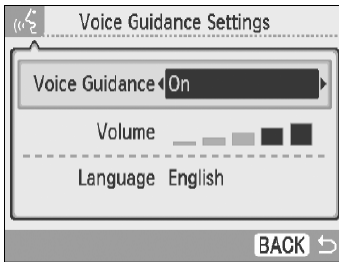 Voice Guidance Settings
Voice Guidance On
Volume
Language English
BACK